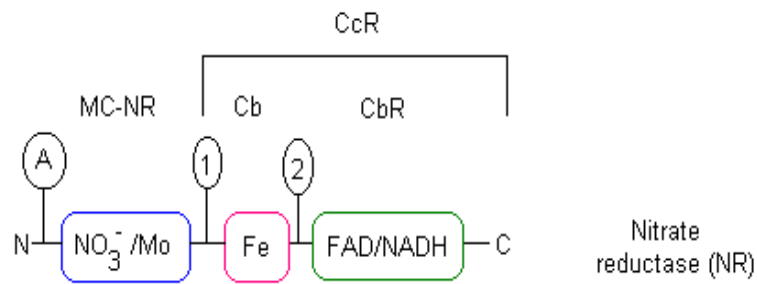 CcR
MC-NR Cb CbR
A 1 2
N NO₃⁻/Mo Fe FAD/NADH C
Nitrate
reductase (NR)